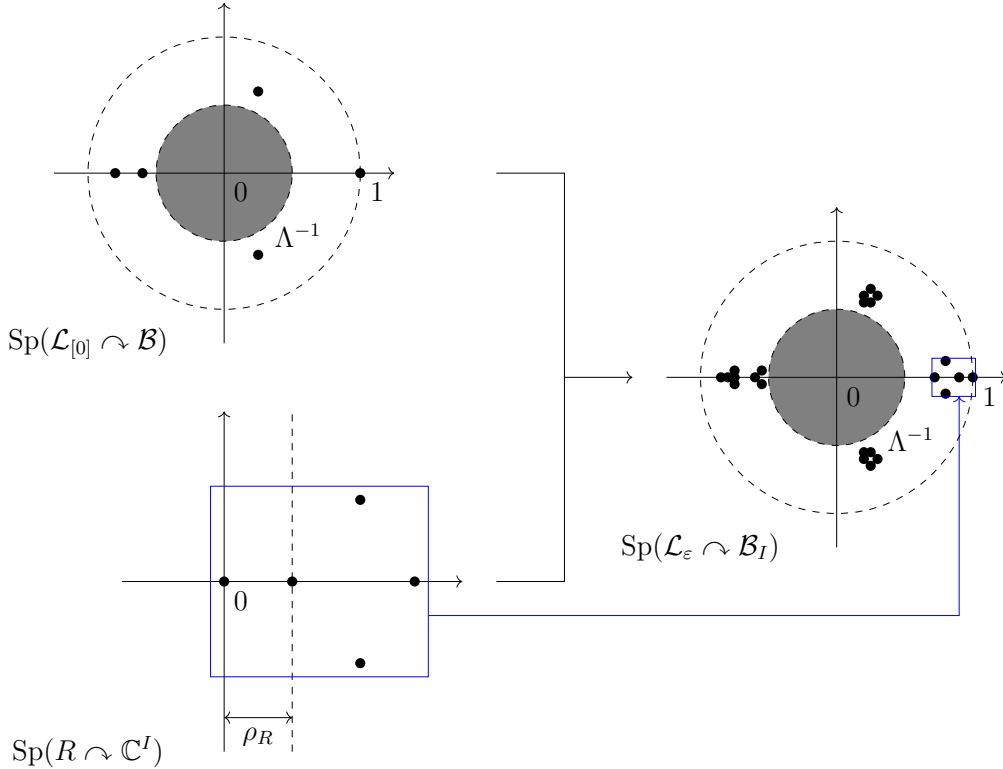 0
1
Λ⁻¹
Sp(ℒ_[0] ↷ ℬ)
0
1
Λ⁻¹
Sp(ℒ_ε ↷ ℬ_I)
0
ρ_R
Sp(R ↷ ℂ^I)